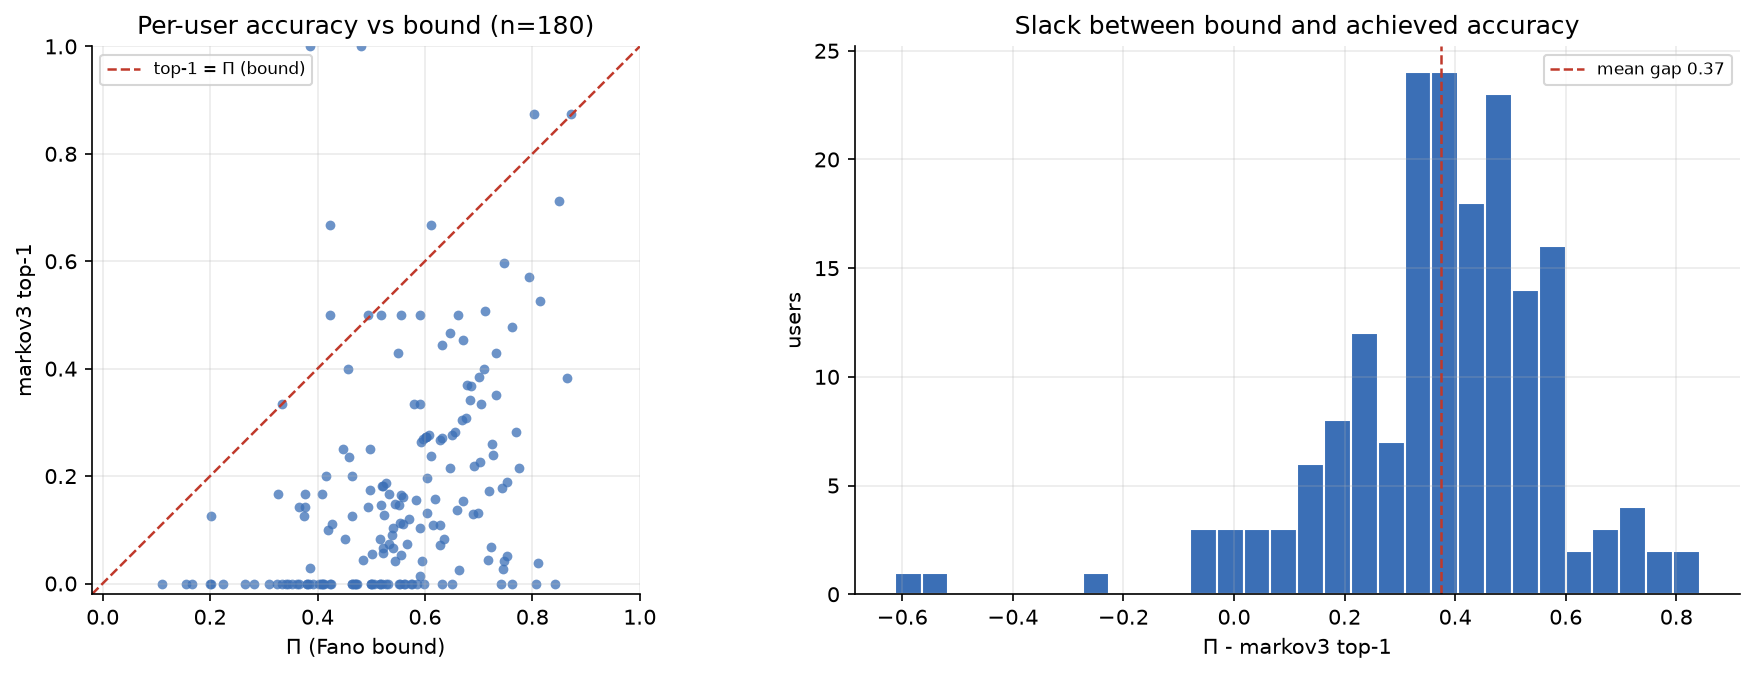 Per-user accuracy vs bound (n=180)
top-1 = Π (bound)
markov3 top-1
1.0
0.8
0.6
0.4
0.2
0.0
0.0 0.2 0.4 0.6 0.8 1.0
Π (Fano bound)
Slack between bound and achieved accuracy
mean gap 0.37
users
25
20
15
10
5
0
−0.6 −0.4 −0.2 0.0 0.2 0.4 0.6 0.8
Π - markov3 top-1